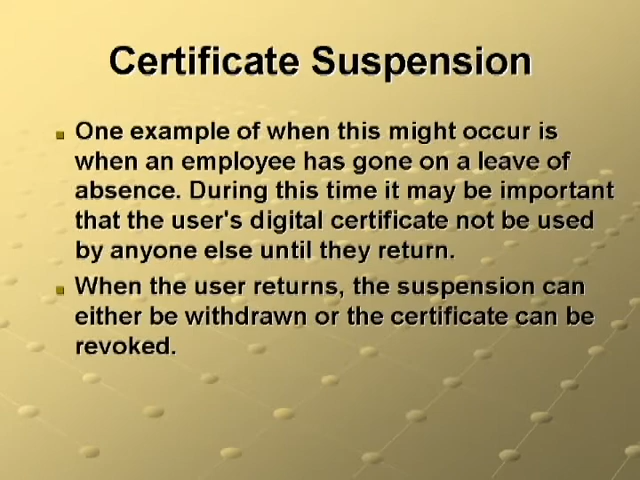 Certificate Suspension
One example of when this might occur is
when an employee has gone on a leave of
absence. During this time it may be important
that the user's digital certificate not be used
by anyone else until they return.
When the user returns, the suspension can
either be withdrawn or the certificate can be
revoked.